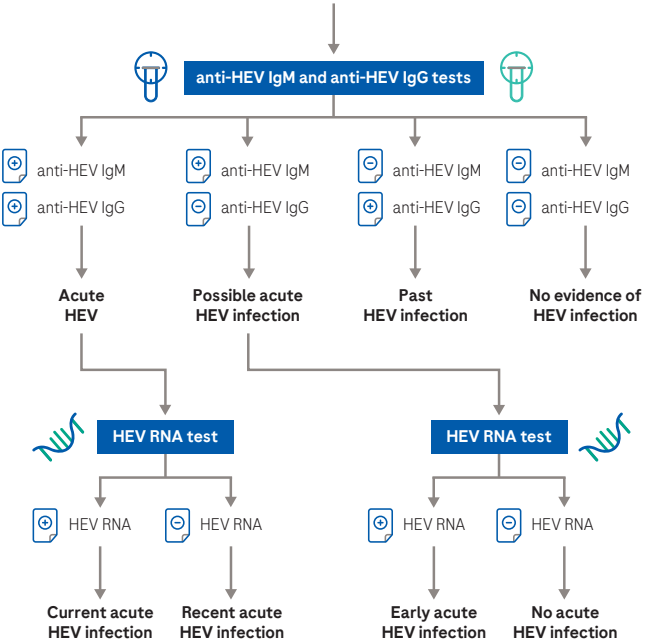 anti-HEV IgM and anti-HEV IgG tests
anti-HEV IgM
anti-HEV IgG
anti-HEV IgM
anti-HEV IgG
anti-HEV IgM
anti-HEV IgG
anti-HEV IgM
anti-HEV IgG
Acute
HEV
Possible acute
HEV infection
Past
HEV infection
No evidence of
HEV infection
HEV RNA test
HEV RNA test
HEV RNA
HEV RNA
HEV RNA
HEV RNA
Current acute
HEV infection
Recent acute
HEV infection
Early acute
HEV infection
No acute
HEV infection